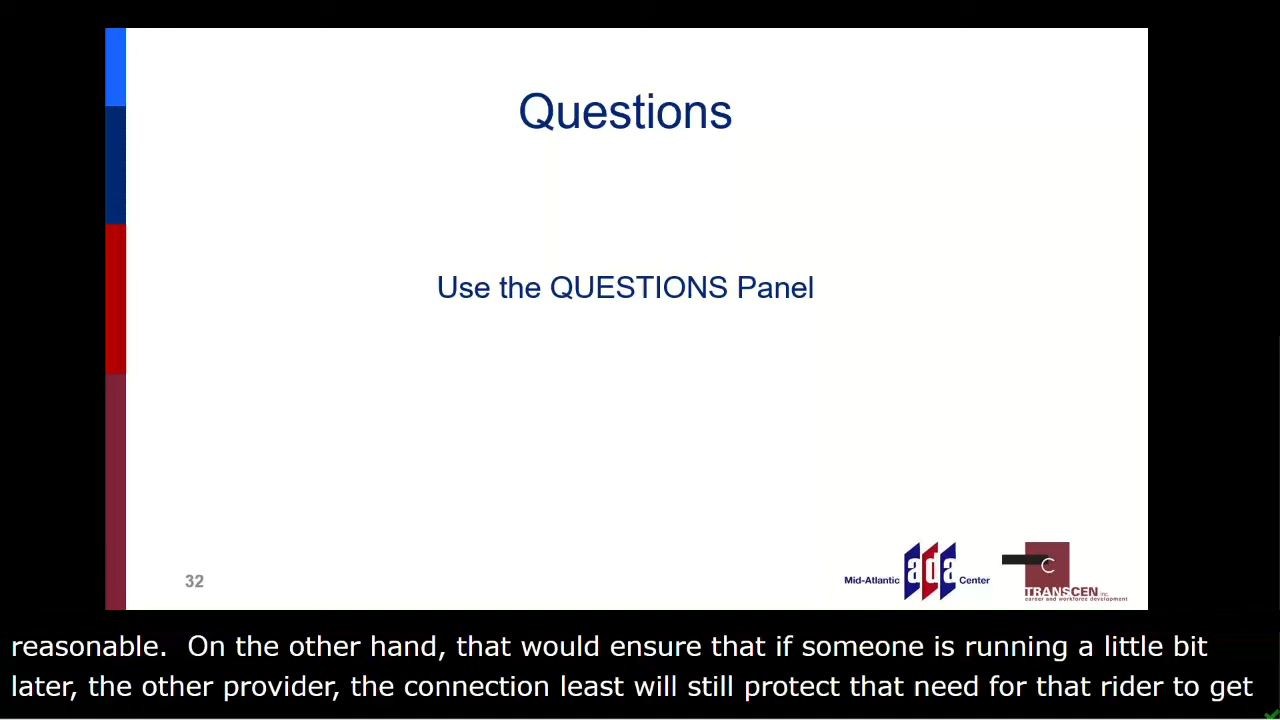 Questions
Use the QUESTIONS Panel
32
Mid-Atlantic ada Center
C
TRANSCEN inc.
career and workforce development
reasonable.  On the other hand, that would ensure that if someone is running a little bit
later, the other provider, the connection least will still protect that need for that rider to get